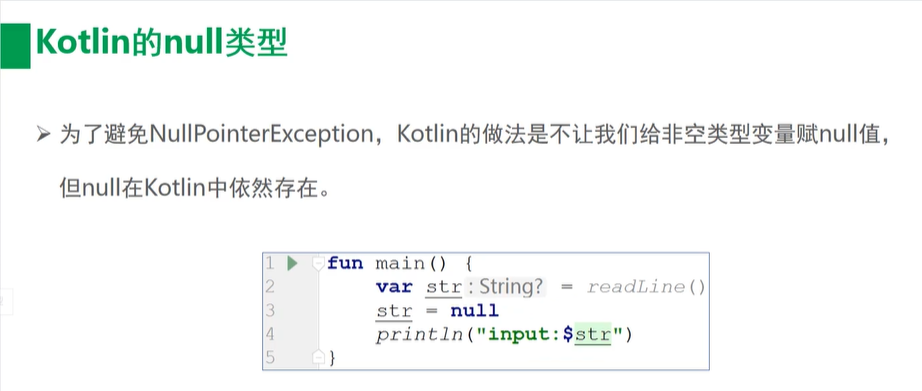 Kotlin的null类型
➤ 为了避免NullPointerException，Kotlin的做法是不让我们给非空类型变量赋null值，
但null在Kotlin中依然存在。
1 fun main() {
2 var str: String? = readLine()
3 str = null
4 println("input:$str")
5 }